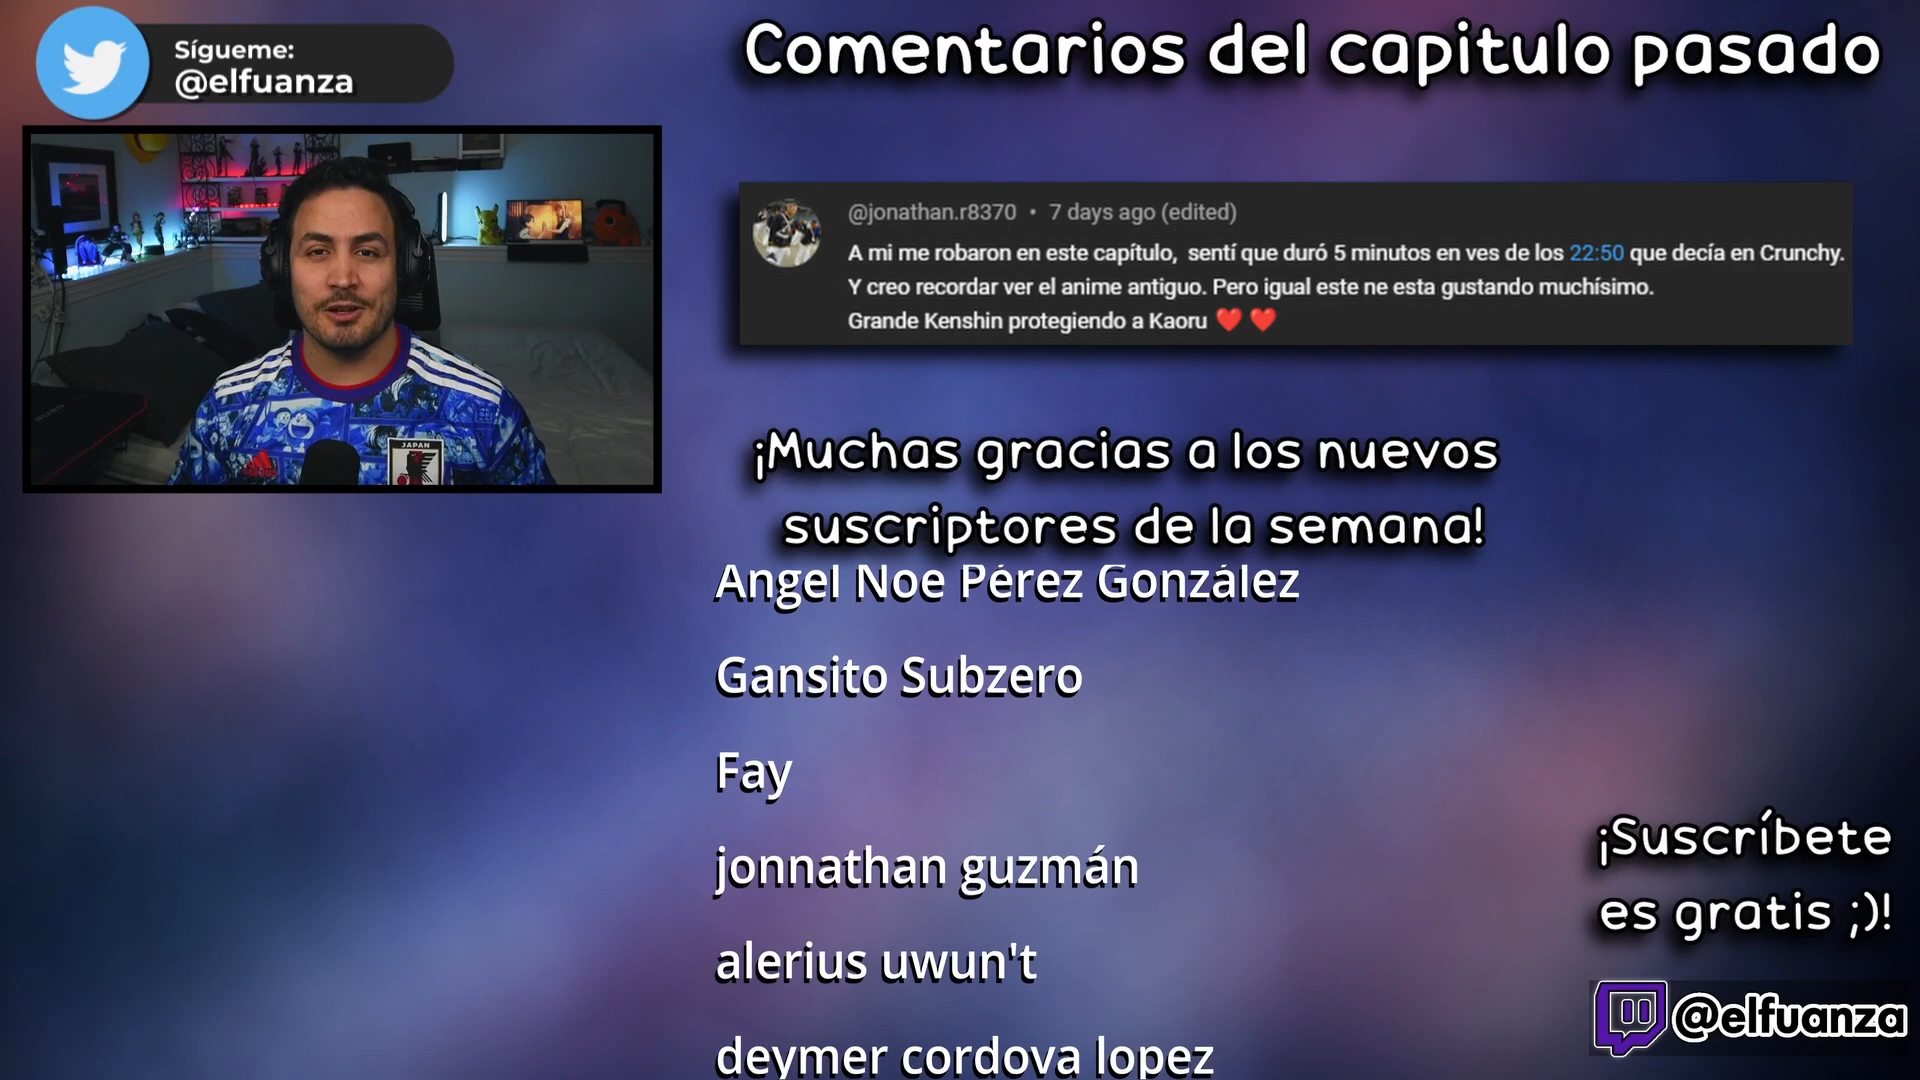 Sígueme:
@elfuanza
Comentarios del capitulo pasado
@jonathan.r8370 • 7 days ago (edited)
A mi me robaron en este capítulo, sentí que duró 5 minutos en ves de los 22:50 que decía en Crunchy.
Y creo recordar ver el anime antiguo. Pero igual este ne esta gustando muchísimo.
Grande Kenshin protegiendo a Kaoru ❤️ ❤️
JAPAN
¡Muchas gracias a los nuevos
suscriptores de la semana!
Angel Noe Pérez González
Gansito Subzero
Fay
jonnathan guzmán
alerius uwun't
deymer cordova lopez
¡Suscríbete
es gratis ;)!
@elfuanza